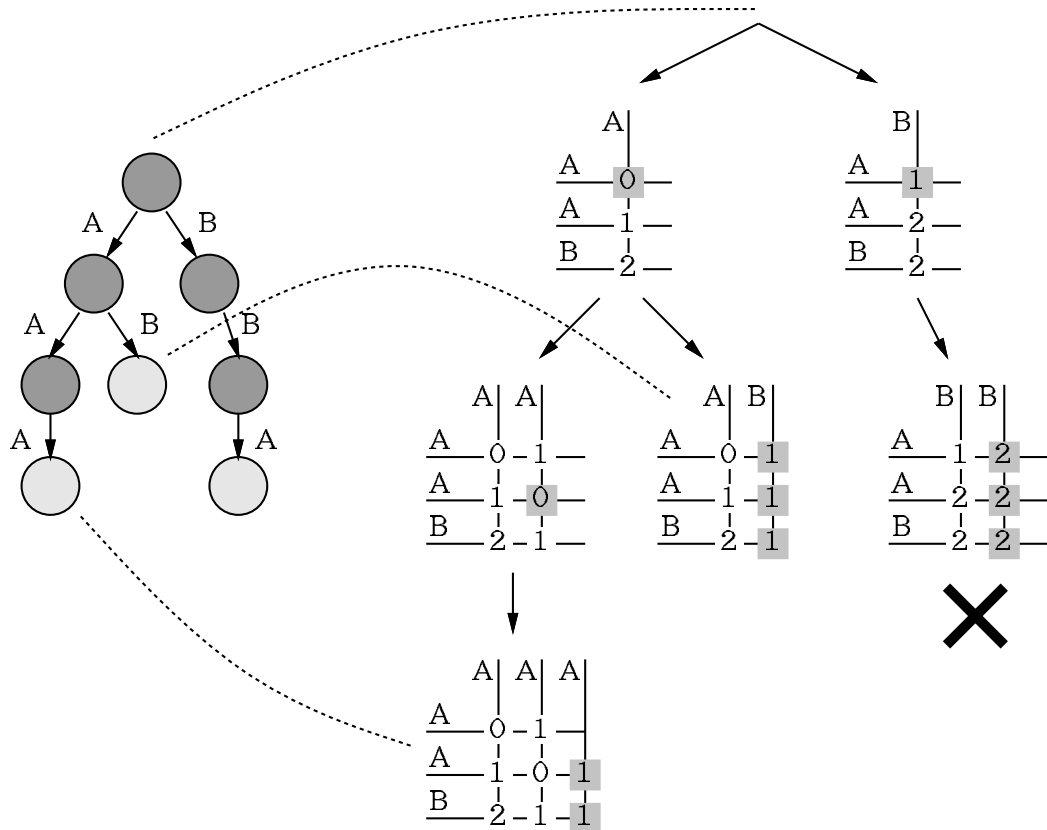 A B
A 0 A 1
A B
A 1 A 2
B 2 B 2
A B B
A A A B B B
A 0 1 A 0 1 A 1 2
A A
A 1 0 A 1 1 A 2 2
B 2 1 B 2 1 B 2 2
A A A
A 0 1
A 1 0 1
B 2 1 1